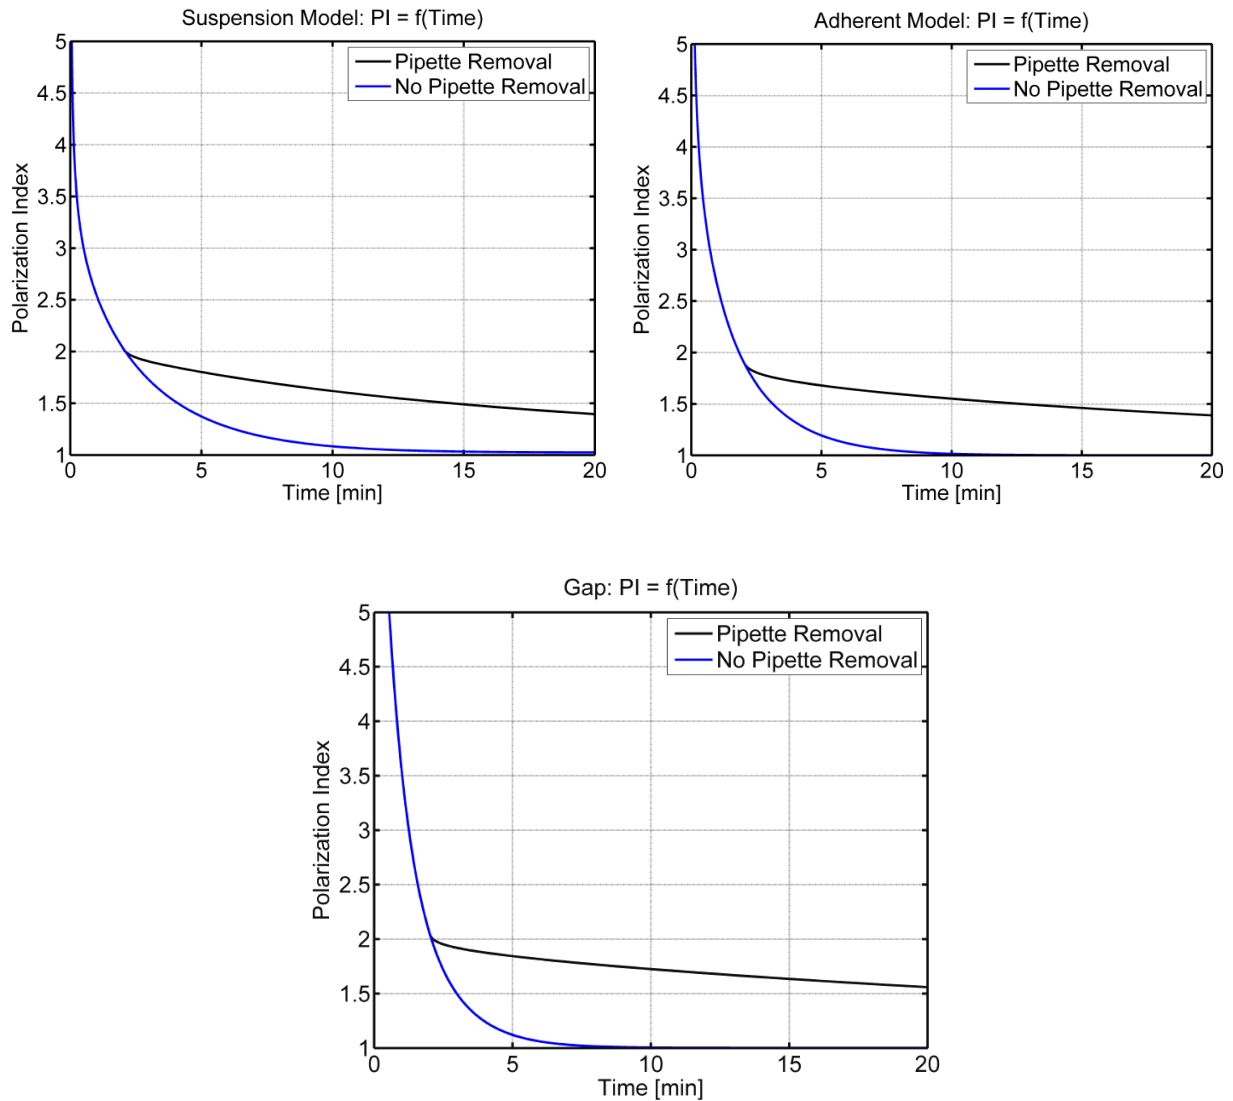 Suspension Model: PI = f(Time)
5
4.5
4
3.5
3
2.5
2
1.5
1
Polarization Index
Pipette Removal
No Pipette Removal
0 5 10 15 20
Time [min]
Adherent Model: PI = f(Time)
5
4.5
4
3.5
3
2.5
2
1.5
1
Polarization Index
Pipette Removal
No Pipette Removal
0 5 10 15 20
Time [min]
Gap: PI = f(Time)
5
4.5
4
3.5
3
2.5
2
1.5
1
Polarization Index
Pipette Removal
No Pipette Removal
0 5 10 15 20
Time [min]